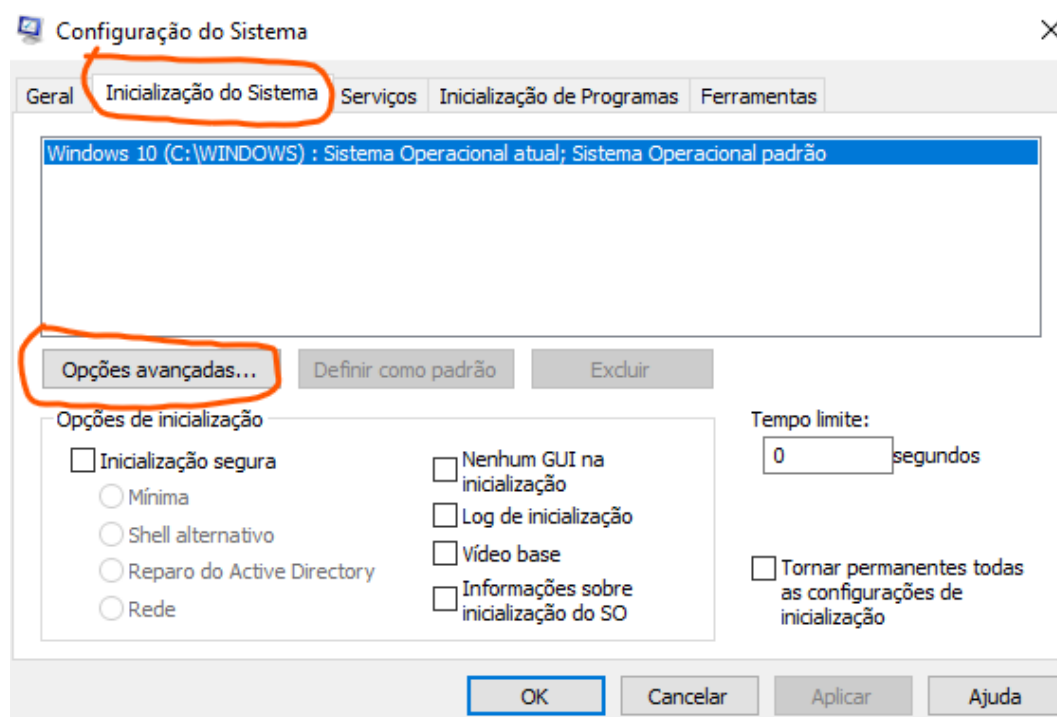 Configuração do Sistema
Geral Inicialização do Sistema Serviços Inicialização de Programas Ferramentas
Windows 10 (C:\WINDOWS) : Sistema Operacional atual; Sistema Operacional padrão
Opções avançadas... Definir como padrão Excluir
Opções de inicialização
Inicialização segura
Mínima
Shell alternativo
Reparo do Active Directory
Rede
Nenhum GUI na
inicialização
Log de inicialização
Vídeo base
Informações sobre
inicialização do SO
Tempo limite:
0 segundos
Tornar permanentes todas
as configurações de
inicialização
OK Cancelar Aplicar Ajuda